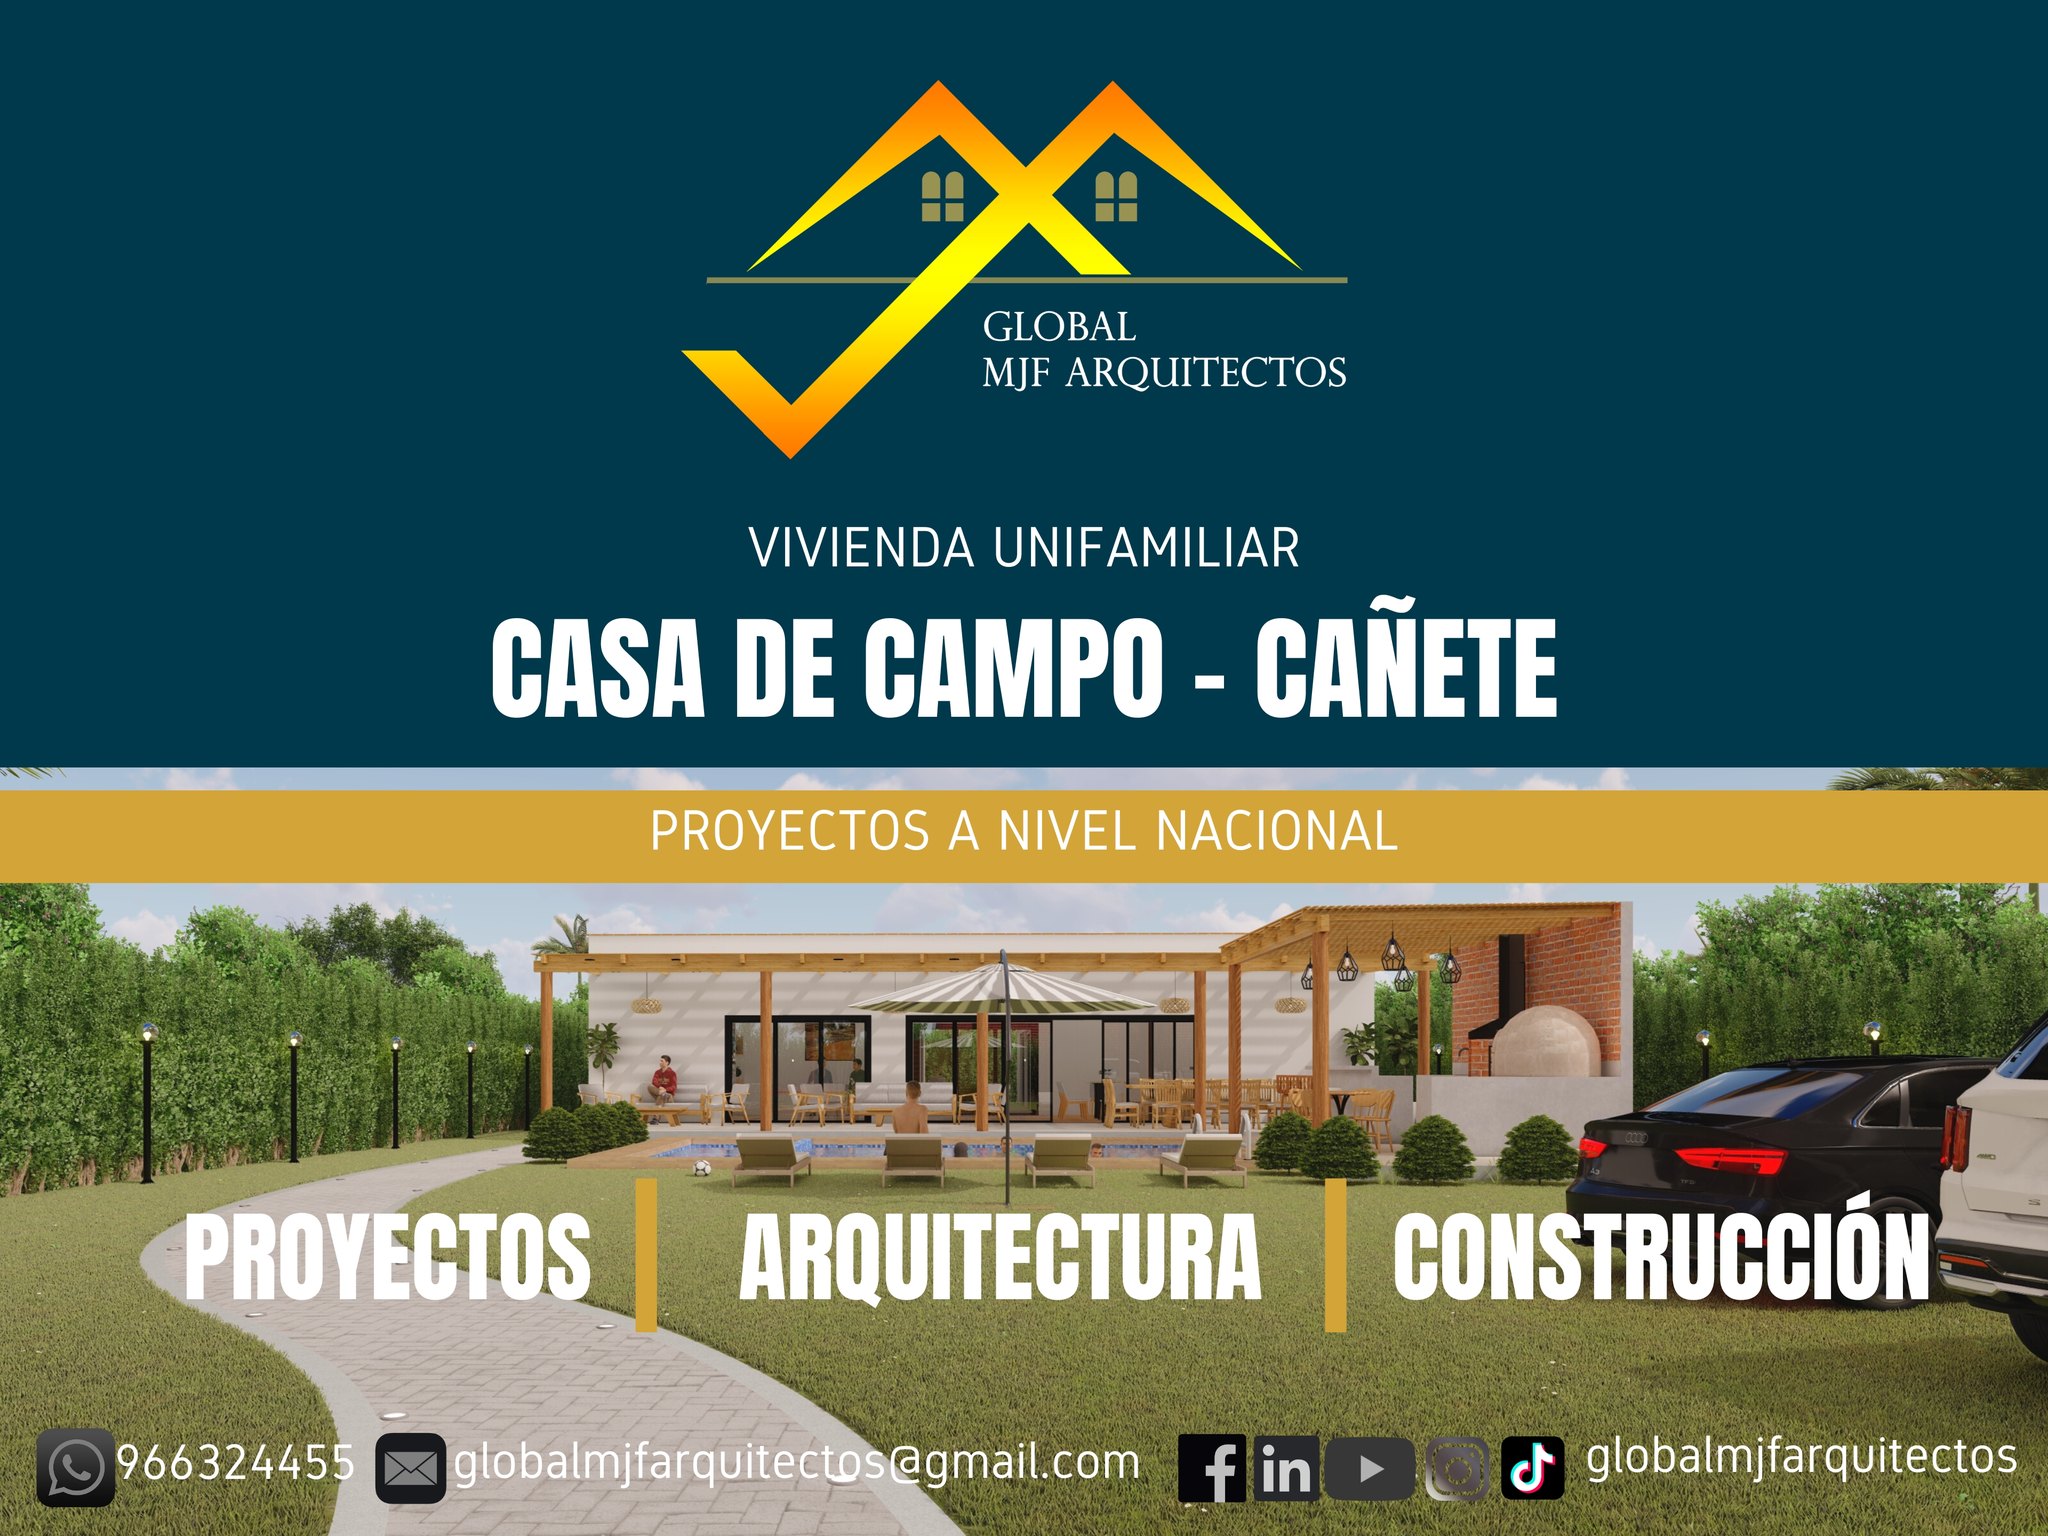 GLOBAL
MJF ARQUITECTOS
VIVIENDA UNIFAMILIAR
CASA DE CAMPO - CAÑETE
PROYECTOS A NIVEL NACIONAL
PROYECTOS | ARQUITECTURA | CONSTRUCCIÓN
966324455 globalmjfarquitectos@gmail.com globalmjfarquitectos